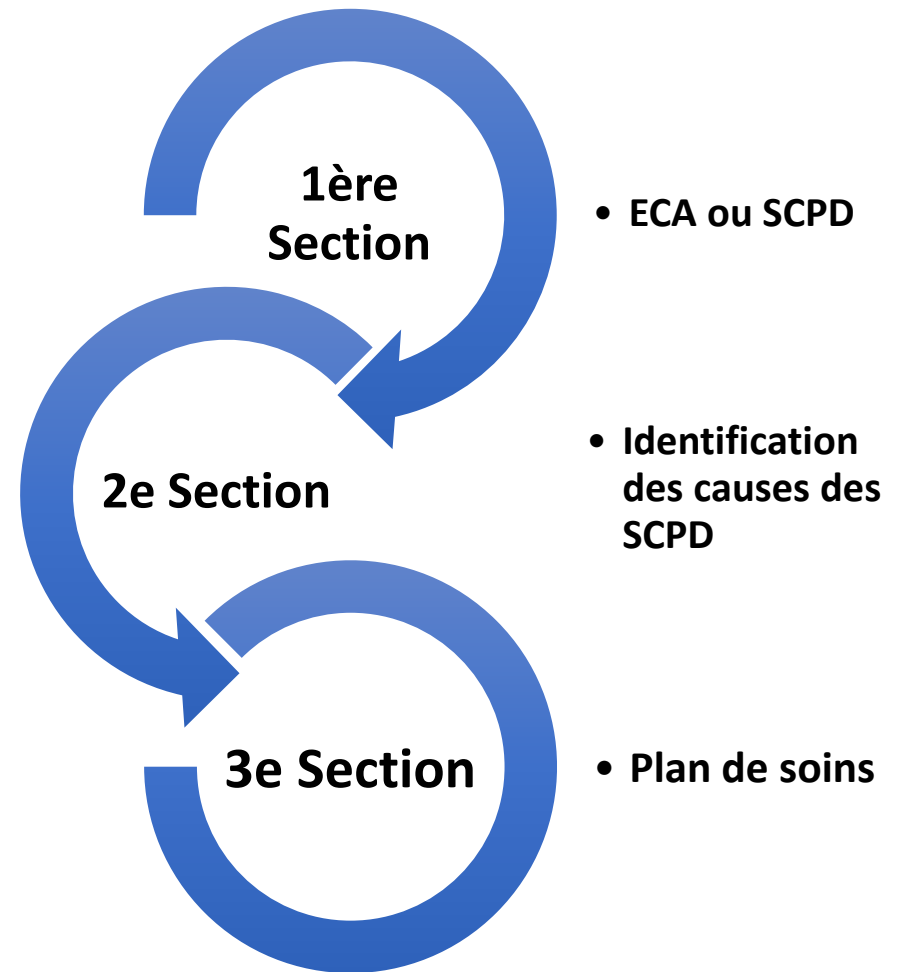 1ère
Section
• ECA ou SCPD
2e Section
• Identification
des causes des
SCPD
3e Section
• Plan de soins